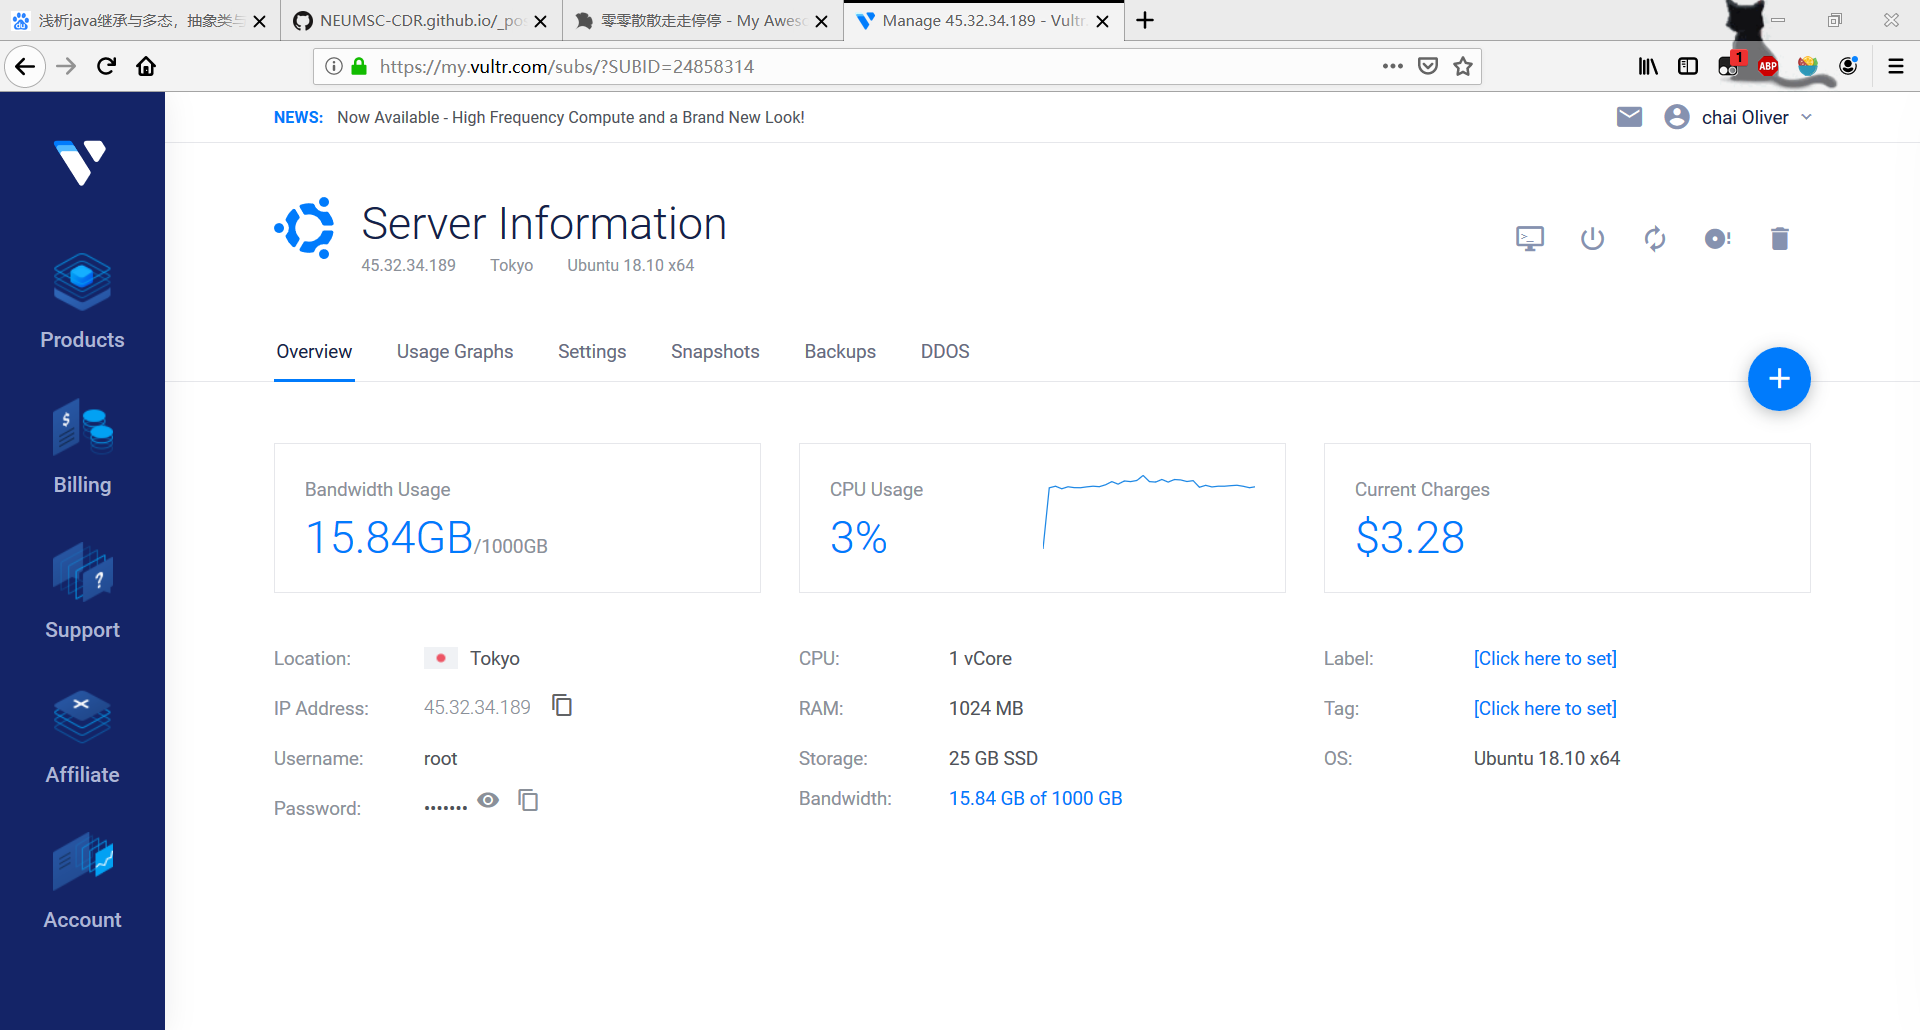 浅析java继承与多态，抽象类与
NEUMSC-CDR.github.io/_pos
零零散散走走停停 - My Aweso
Manage 45.32.34.189 - Vultr.
https://my.vultr.com/subs/?SUBID=24858314
1
ABP
NEWS: Now Available - High Frequency Compute and a Brand New Look!
chai Oliver
Server Information
45.32.34.189 Tokyo Ubuntu 18.10 x64
Products
Billing
Support
Affiliate
Account
Overview Usage Graphs Settings Snapshots Backups DDOS
Bandwidth Usage
15.84GB/1000GB
CPU Usage
3%
Current Charges
$3.28
Location: Tokyo
IP Address: 45.32.34.189
Username: root
Password: •••••••
CPU: 1 vCore
RAM: 1024 MB
Storage: 25 GB SSD
Bandwidth: 15.84 GB of 1000 GB
Label: [Click here to set]
Tag: [Click here to set]
OS: Ubuntu 18.10 x64